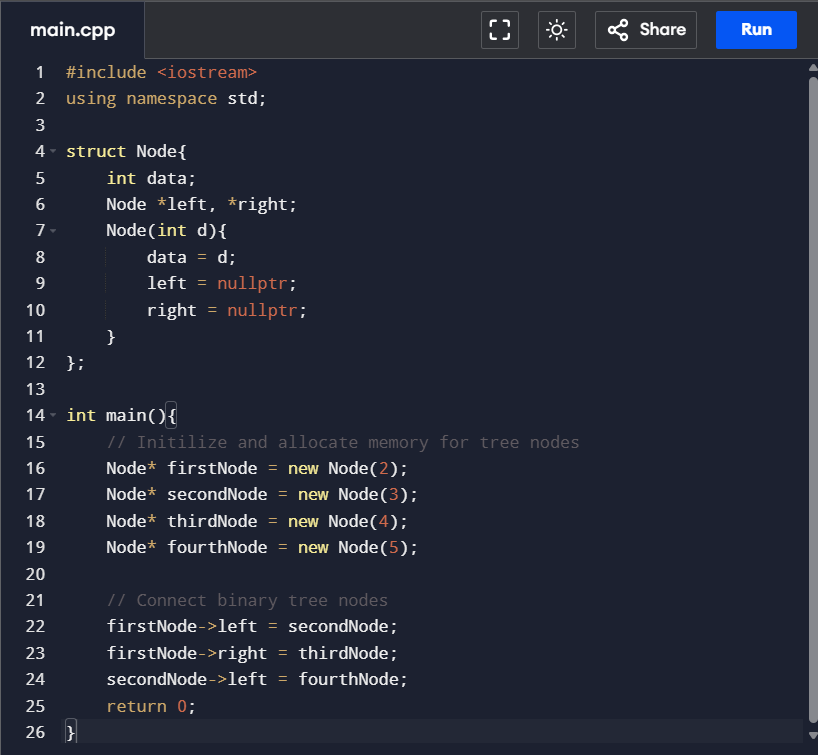 main.cpp Share Run
1 #include <iostream>
2 using namespace std;
3
4 struct Node{
5     int data;
6     Node *left, *right;
7     Node(int d){
8         data = d;
9         left = nullptr;
10         right = nullptr;
11     }
12 };
13
14 int main(){
15     // Initilize and allocate memory for tree nodes
16     Node* firstNode = new Node(2);
17     Node* secondNode = new Node(3);
18     Node* thirdNode = new Node(4);
19     Node* fourthNode = new Node(5);
20
21     // Connect binary tree nodes
22     firstNode->left = secondNode;
23     firstNode->right = thirdNode;
24     secondNode->left = fourthNode;
25     return 0;
26 }